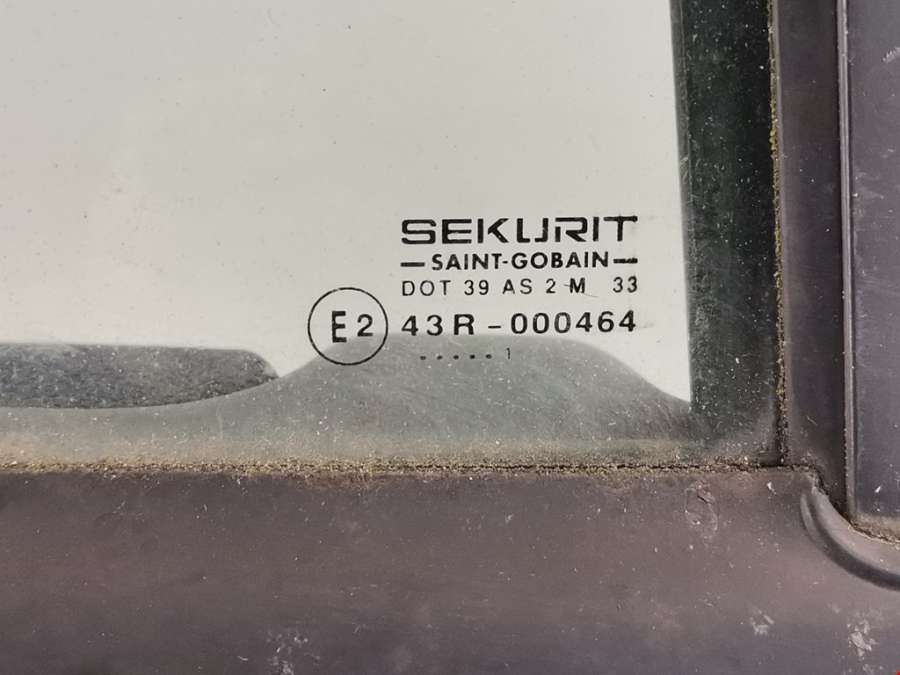 SEKURIT
—SAINT-GOBAIN—
DOT 39 AS 2 M 33
E2 43R-000464
.....1